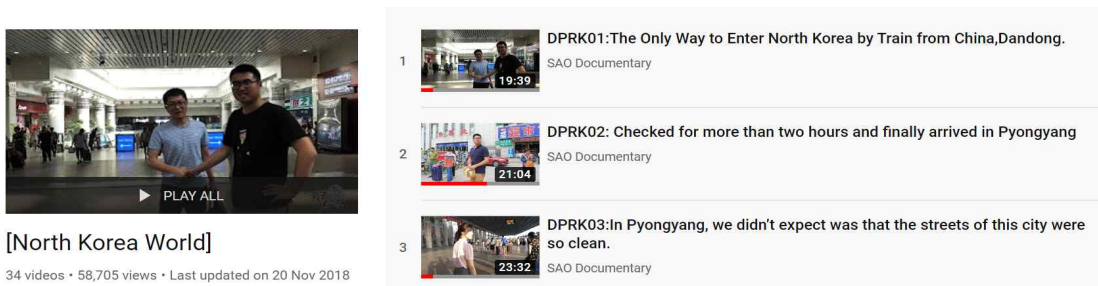 PLAY ALL
[North Korea World]
34 videos • 58,705 views • Last updated on 20 Nov 2018
1
19:39
DPRK01:The Only Way to Enter North Korea by Train from China,Dandong.
SAO Documentary
2
21:04
DPRK02: Checked for more than two hours and finally arrived in Pyongyang
SAO Documentary
3
23:32
DPRK03:In Pyongyang, we didn’t expect was that the streets of this city were
so clean.
SAO Documentary